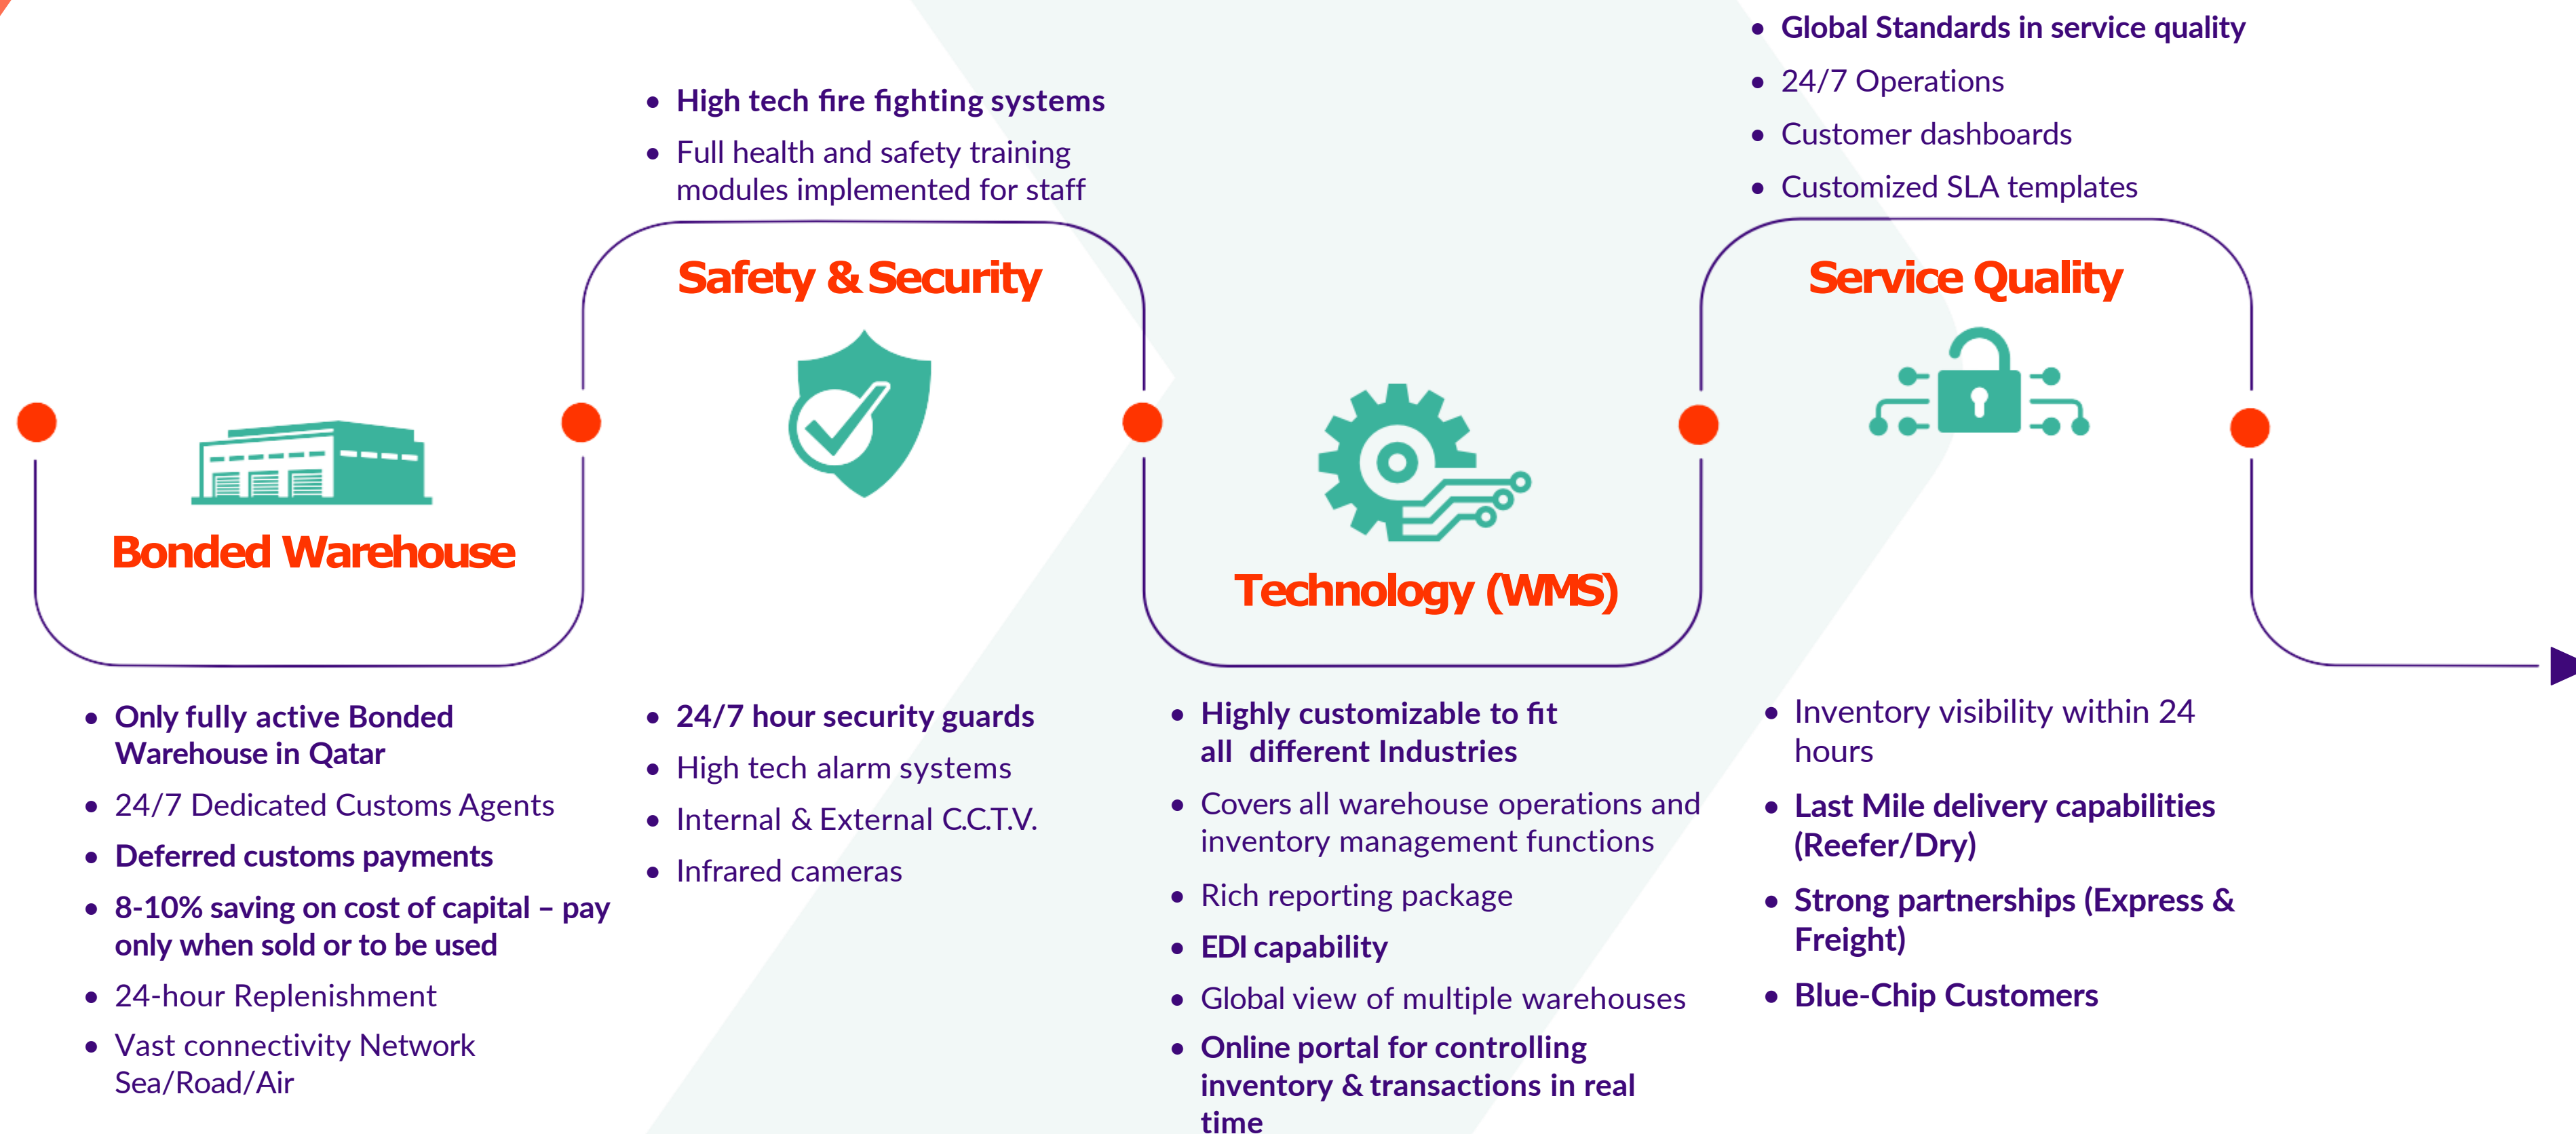 Bonded Warehouse
• Only fully active Bonded
Warehouse in Qatar
• 24/7 Dedicated Customs Agents
• Deferred customs payments
• 8-10% saving on cost of capital – pay
only when sold or to be used
• 24-hour Replenishment
• Vast connectivity Network
Sea/Road/Air
• High tech fire fighting systems
• Full health and safety training
modules implemented for staff
Safety & Security
• 24/7 hour security guards
• High tech alarm systems
• Internal & External C.C.T.V.
• Infrared cameras
Technology (WMS)
• Highly customizable to fit
all different Industries
• Covers all warehouse operations and
inventory management functions
• Rich reporting package
• EDI capability
• Global view of multiple warehouses
• Online portal for controlling
inventory & transactions in real
time
• Global Standards in service quality
• 24/7 Operations
• Customer dashboards
• Customized SLA templates
Service Quality
• Inventory visibility within 24
hours
• Last Mile delivery capabilities
(Reefer/Dry)
• Strong partnerships (Express &
Freight)
• Blue-Chip Customers